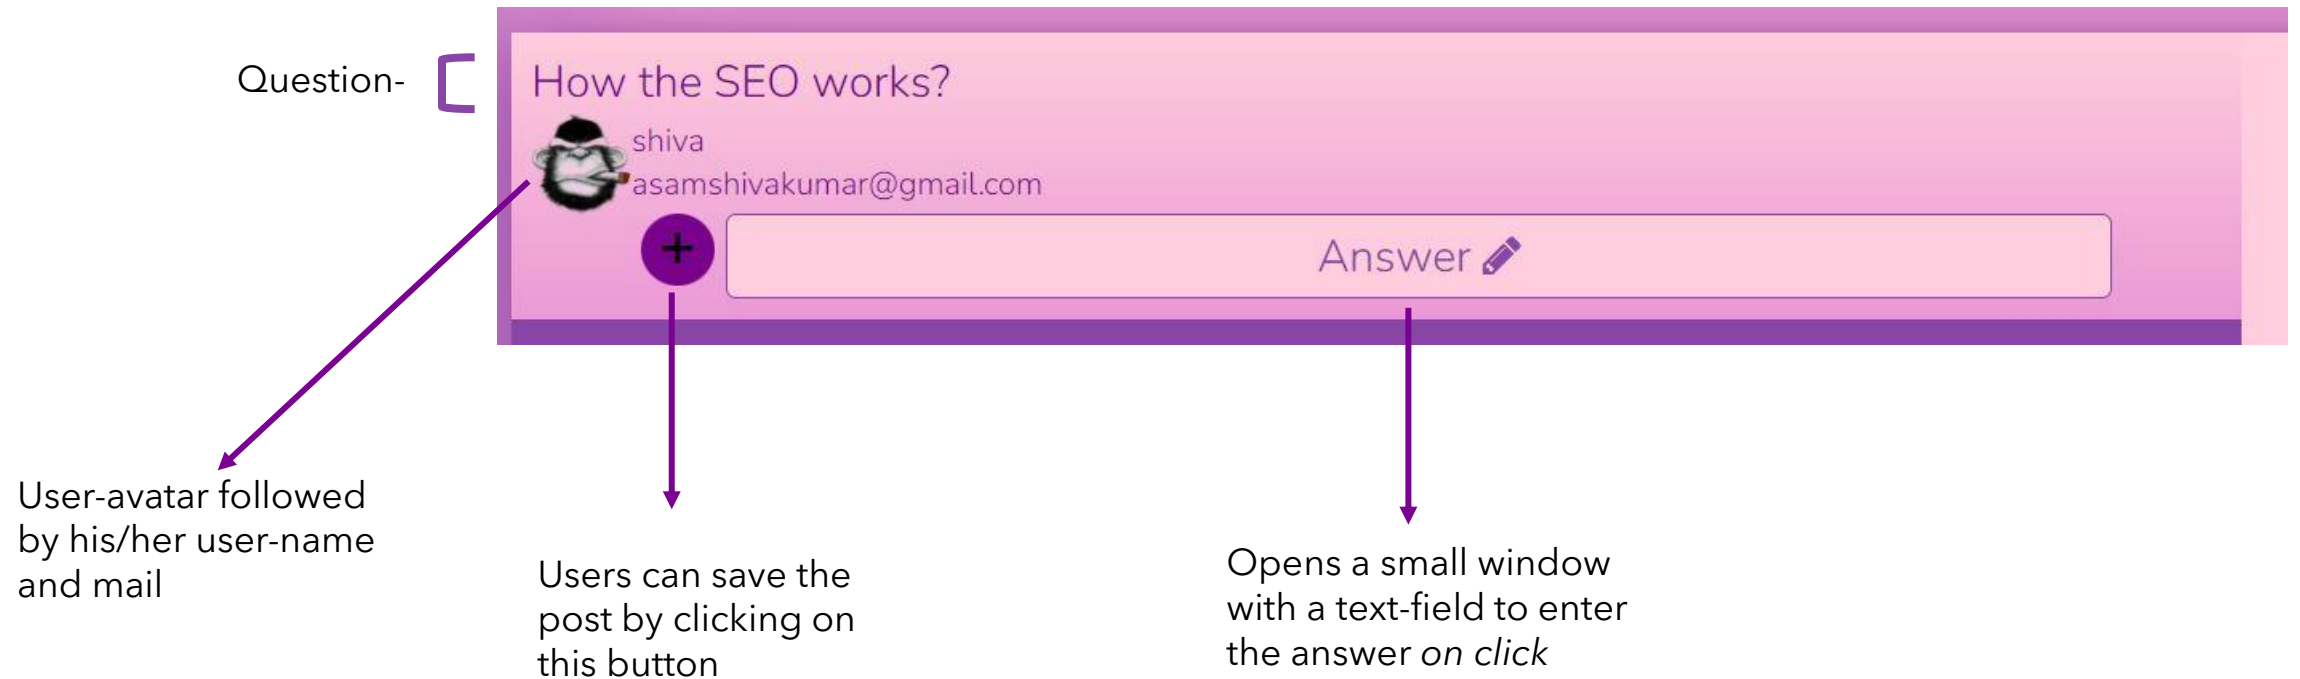 Question-
How the SEO works?
shiva
asamshivakumar@gmail.com
+
Answer
User-avatar followed
by his/her user-name
and mail
Users can save the
post by clicking on
this button
Opens a small window
with a text-field to enter
the answer on click